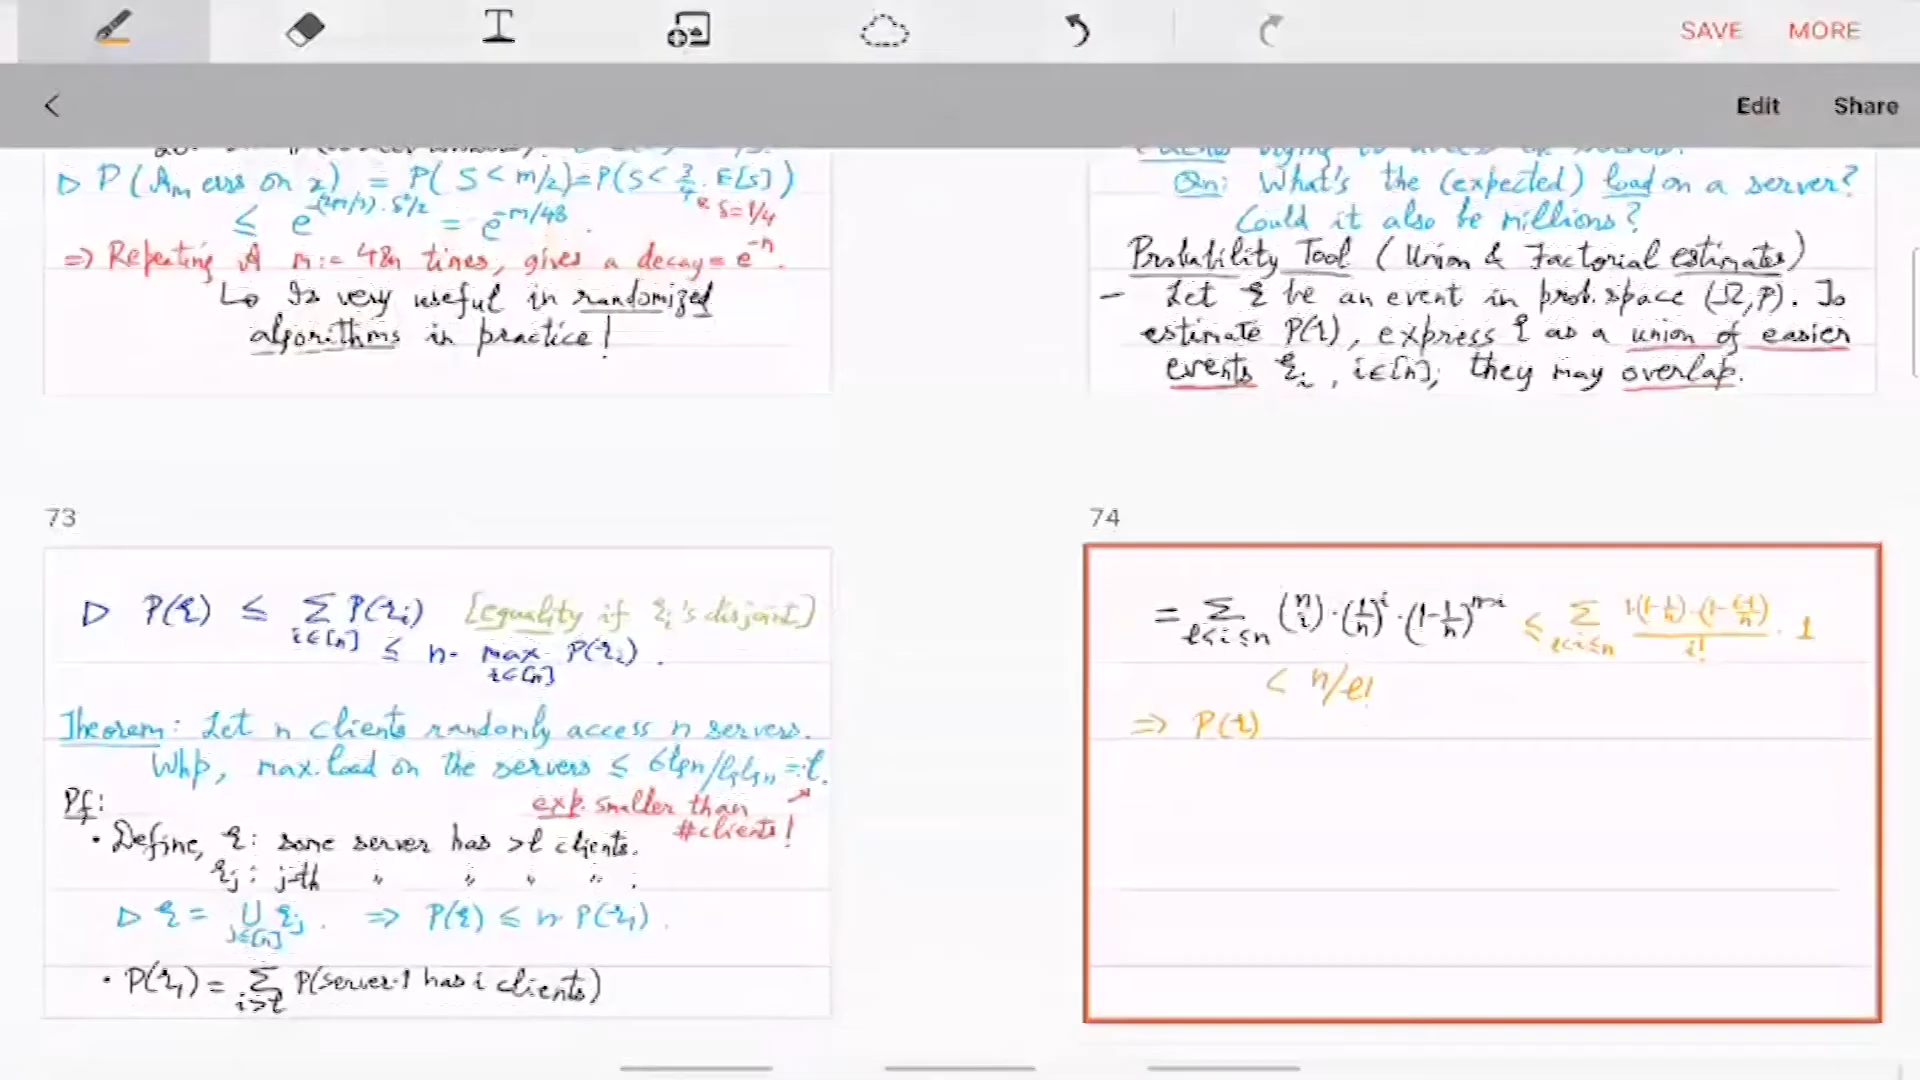 SAVE MORE
Edit Share
▷ P(A_m errs on x) = P(S < m/2) = P(S < 3/4 · E[S])
≤ e^{-(2m/3)·δ²/2} = e^{-m/48}. δ = 1/4
⇒ Repeating A m := 48n times, gives a decay = e^{-n}.
↳ Is very useful in randomized
algorithms in practice!
Qn: What's the (expected) load on a server?
Could it also be millions?
Probability Tool (Union & Factorial estimates)
- Let ℰ be an event in prob. space (Ω, P). To
estimate P(ℰ), express ℰ as a union of easier
events ℰ_i, i∈[n]; they may overlap.
73
▷ P(ℰ) ≤ Σ_{i∈[n]} P(ℰ_i) [equality if ℰ_i's disjoint]
≤ n · max_{i∈[n]} P(ℰ_i).
Theorem: Let n clients randomly access n servers.
Whp, max. load on the servers ≤ 6 lg n / lg lg n =: ℓ.
Pf: exp. smaller than
#clients!
• Define, ℰ: some server has > ℓ clients.
ℰ_j: j-th " " " " .
▷ ℰ = ∪_{j∈[n]} ℰ_j. ⇒ P(ℰ) ≤ n P(ℰ_1).
• P(ℰ_1) = Σ_{i>ℓ} P(server-1 has i clients)
74
= Σ_{ℓ<i≤n} (n i) · (1/n)^i · (1-1/n)^{n-i} ≤ Σ_{ℓ<i≤n} 1·(1-1/n)···(1-(i-1)/n) / i! · 1
< n/ℓ!
⇒ P(ℰ)